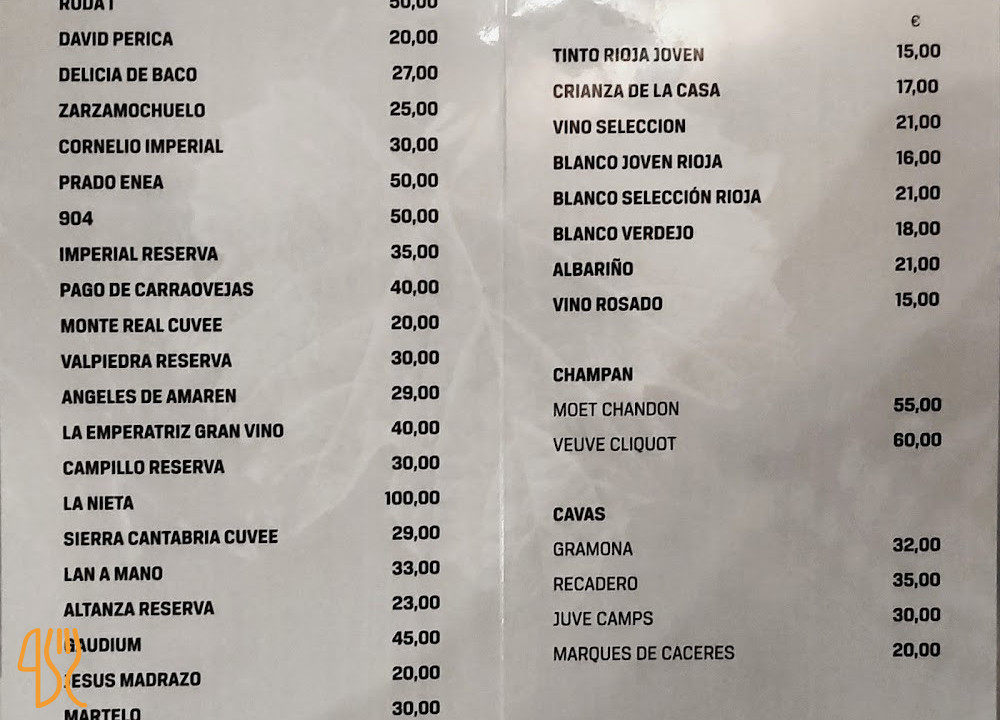 RODA I 50,00
DAVID PERICA 20,00
DELICIA DE BACO 27,00
ZARZAMOCHUELO 25,00
CORNELIO IMPERIAL 30,00
PRADO ENEA 50,00
904 50,00
IMPERIAL RESERVA 35,00
PAGO DE CARRAOVEJAS 40,00
MONTE REAL CUVEE 20,00
VALPIEDRA RESERVA 30,00
ANGELES DE AMAREN 29,00
LA EMPERATRIZ GRAN VINO 40,00
CAMPILLO RESERVA 30,00
LA NIETA 100,00
SIERRA CANTABRIA CUVEE 29,00
LAN A MANO 33,00
ALTANZA RESERVA 23,00
GAUDIUM 45,00
JESUS MADRAZO 20,00
MARTELO 30,00
€
TINTO RIOJA JOVEN 15,00
CRIANZA DE LA CASA 17,00
VINO SELECCION 21,00
BLANCO JOVEN RIOJA 16,00
BLANCO SELECCIÓN RIOJA 21,00
BLANCO VERDEJO 18,00
ALBARIÑO 21,00
VINO ROSADO 15,00
CHAMPAN
MOET CHANDON 55,00
VEUVE CLIQUOT 60,00
CAVAS
GRAMONA 32,00
RECADERO 35,00
JUVE CAMPS 30,00
MARQUES DE CACERES 20,00